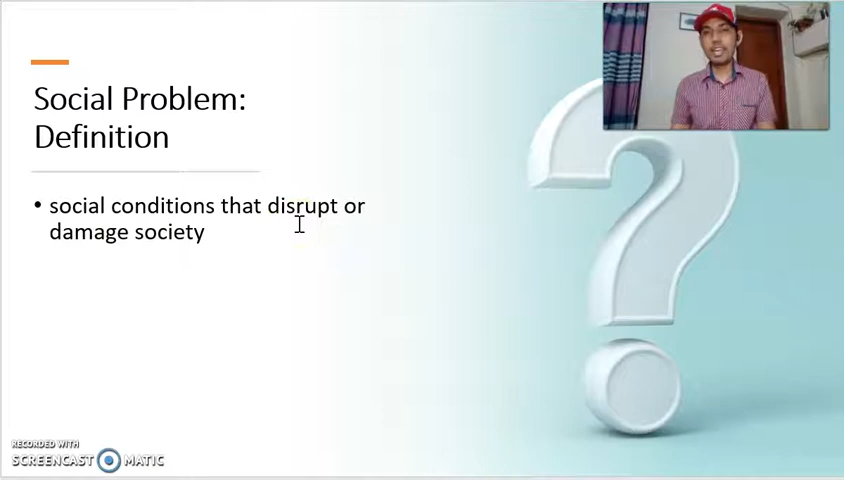 Social Problem:
Definition
• social conditions that disrupt or
damage society
RECORDED WITH
SCREENCAST MATIC